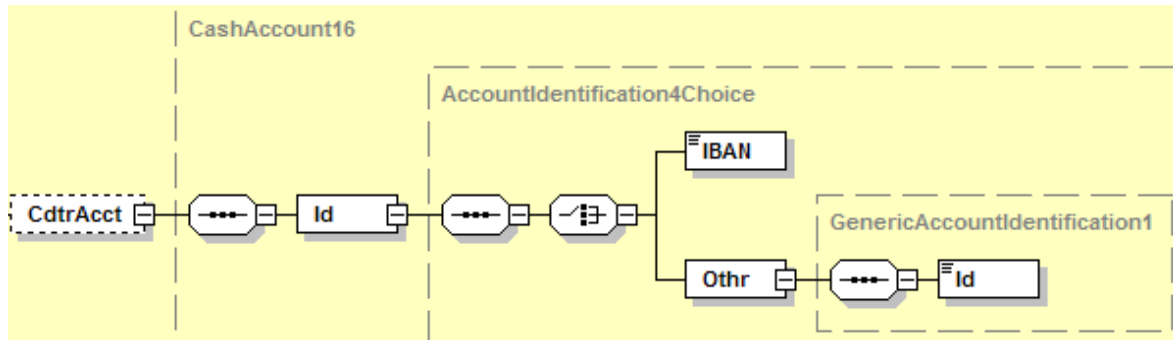 CashAccount16
AccountIdentification4Choice
IBAN
CdtrAcct
Id
GenericAccountIdentification1
Othr
Id